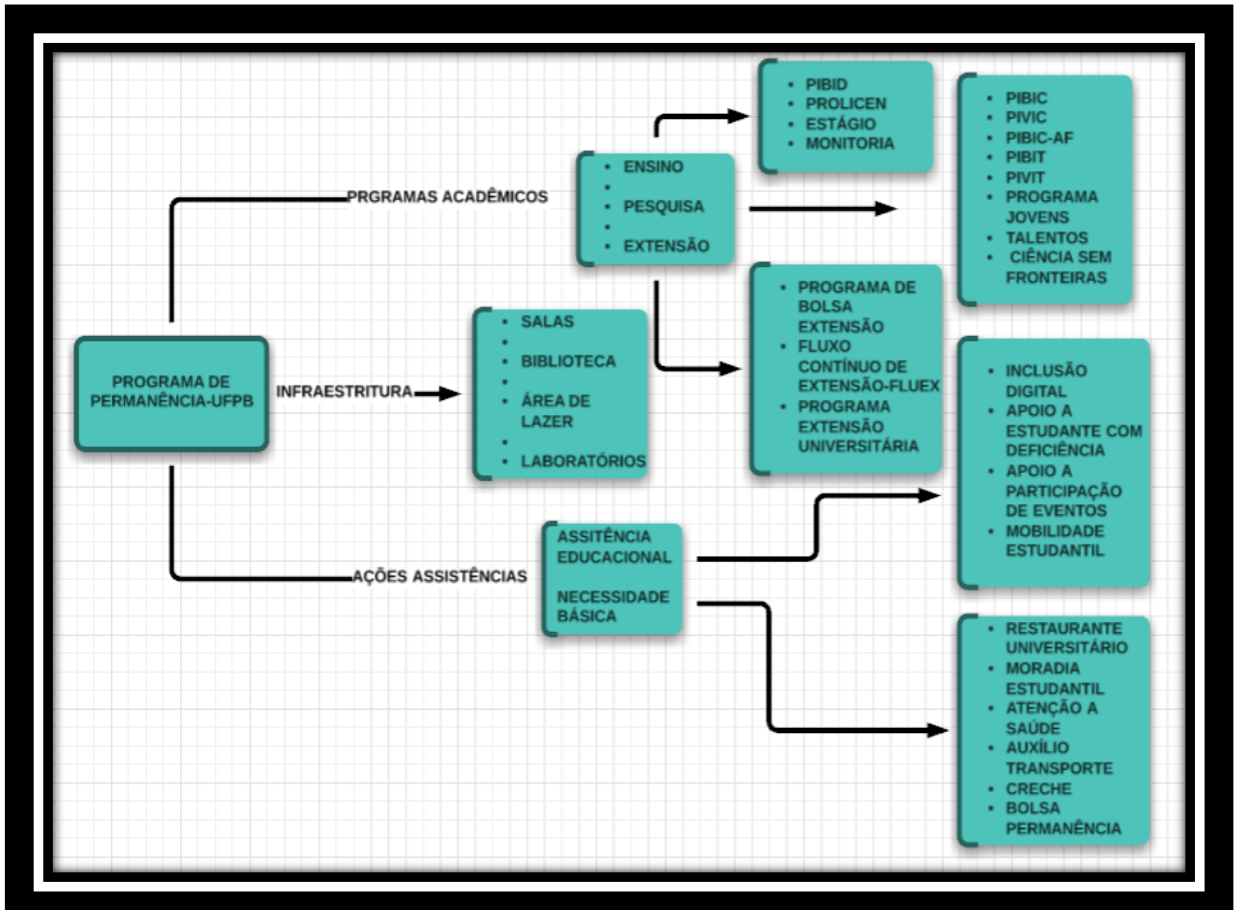 PROGRAMA DE
PERMANÊNCIA-UFPB
PRGRAMAS ACADÊMICOS
• ENSINO
•
• PESQUISA
•
• EXTENSÃO
• PIBID
• PROLICEN
• ESTÁGIO
• MONITORIA
• PIBIC
• PIVIC
• PIBIC-AF
• PIBIT
• PIVIT
• PROGRAMA
JOVENS
• TALENTOS
• CIÊNCIA SEM
FRONTEIRAS
• PROGRAMA DE
BOLSA
EXTENSÃO
• FLUXO
CONTÍNUO DE
EXTENSÃO-FLUEX
• PROGRAMA
EXTENSÃO
UNIVERSITÁRIA
INFRAESTRITURA
• SALAS
•
• BIBLIOTECA
•
• ÁREA DE
LAZER
•
• LABORATÓRIOS
AÇÕES ASSISTÊNCIAS
ASSITÊNCIA
EDUCACIONAL
NECESSIDADE
BÁSICA
• INCLUSÃO
DIGITAL
• APOIO A
ESTUDANTE COM
DEFICIÊNCIA
• APOIO A
PARTICIPAÇÃO
DE EVENTOS
• MOBILIDADE
ESTUDANTIL
• RESTAURANTE
UNIVERSITÁRIO
• MORADIA
ESTUDANTIL
• ATENÇÃO A
SAÚDE
• AUXÍLIO
TRANSPORTE
• CRECHE
• BOLSA
PERMANÊNCIA